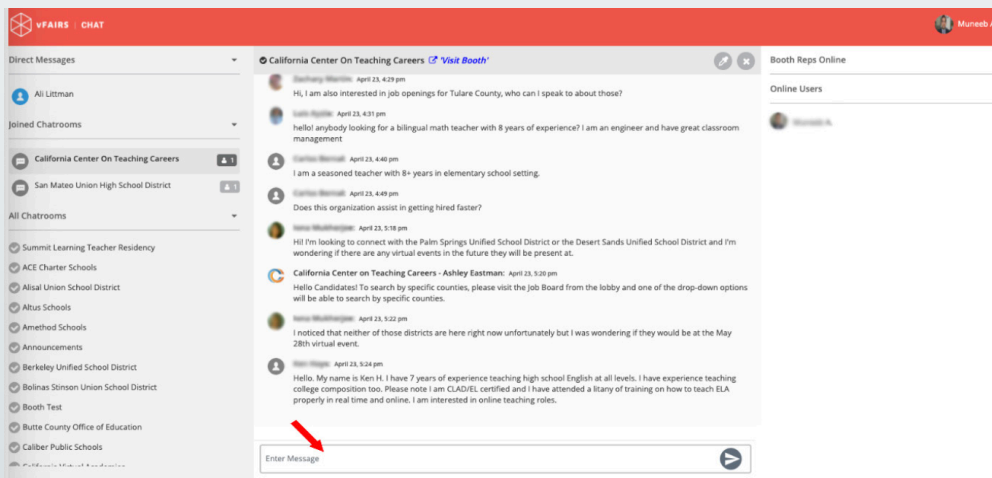 vFAIRS | CHAT
Muneeb A
Direct Messages
Ali Littman
Joined Chatrooms
California Center On Teaching Careers
1
San Mateo Union High School District
1
All Chatrooms
Summit Learning Teacher Residency
ACE Charter Schools
Alisal Union School District
Altus Schools
Amethod Schools
Announcements
Berkeley Unified School District
Bolinas Stinson Union School District
Booth Test
Butte County Office of Education
Caliber Public Schools
California Center On Teaching Careers 'Visit Booth'
April 23, 4:29 pm
Hi, I am also interested in job openings for Tulare County, who can I speak to about those?
April 23, 4:31 pm
hello! anybody looking for a bilingual math teacher with 8 years of experience? I am an engineer and have great classroom
management
April 23, 4:40 pm
I am a seasoned teacher with 8+ years in elementary school setting.
April 23, 4:49 pm
Does this organization assist in getting hired faster?
April 23, 5:18 pm
Hi! I'm looking to connect with the Palm Springs Unified School District or the Desert Sands Unified School District and I'm
wondering if there are any virtual events in the future they will be present at.
California Center on Teaching Careers - Ashley Eastman: April 23, 5:20 pm
Hello Candidates! To search by specific counties, please visit the Job Board from the lobby and one of the drop-down options
will be able to search by specific counties.
April 23, 5:22 pm
I noticed that neither of those districts are here right now unfortunately but I was wondering if they would be at the May
28th virtual event.
April 23, 5:24 pm
Hello. My name is Ken H. I have 7 years of experience teaching high school English at all levels. I have experience teaching
college composition too. Please note I am CLAD/EL certified and I have attended a litany of training on how to teach ELA
properly in real time and online. I am interested in online teaching roles.
Enter Message
Booth Reps Online
Online Users